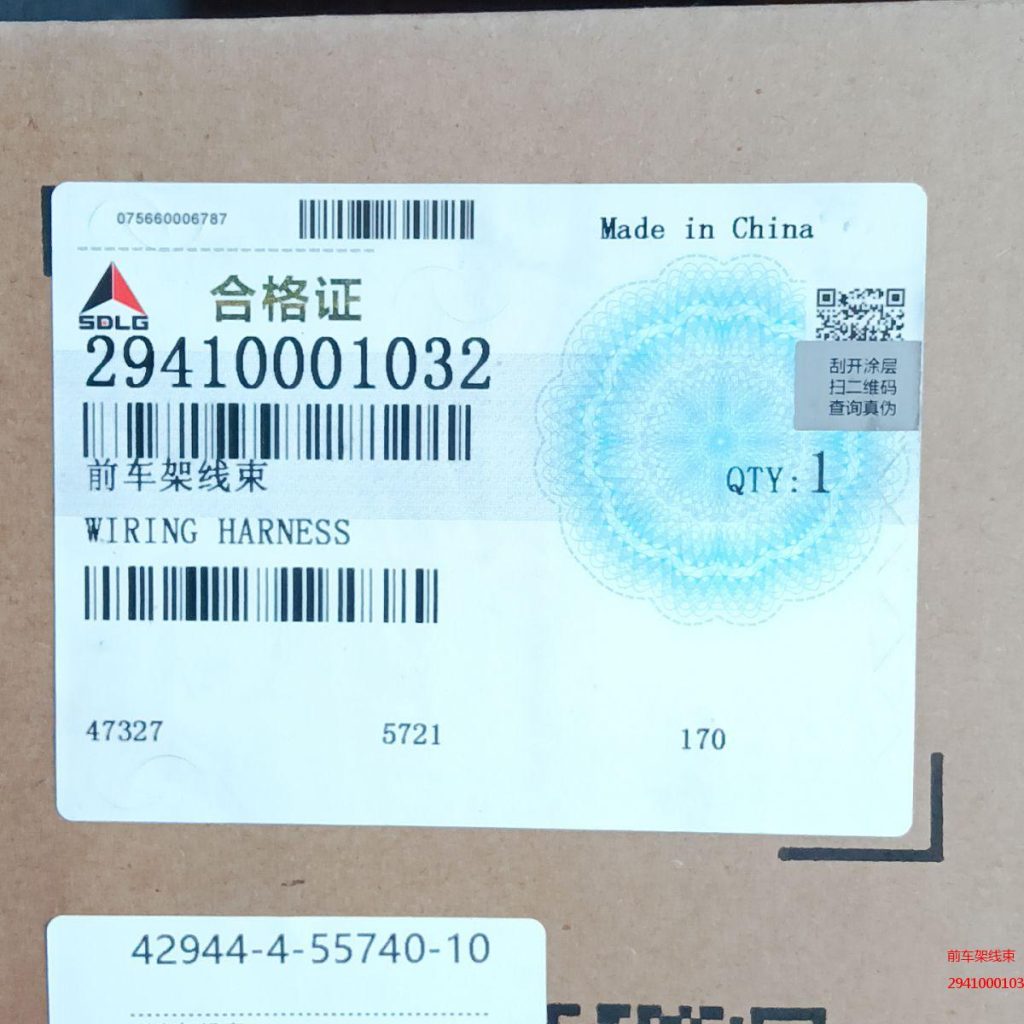 075660006787
Made in China
SDLG
合格证
29410001032
刮开涂层
扫二维码
查询真伪
前车架线束
QTY:1
WIRING HARNESS
47327 5721 170
42944-4-55740-10
前车架线束
2941000103